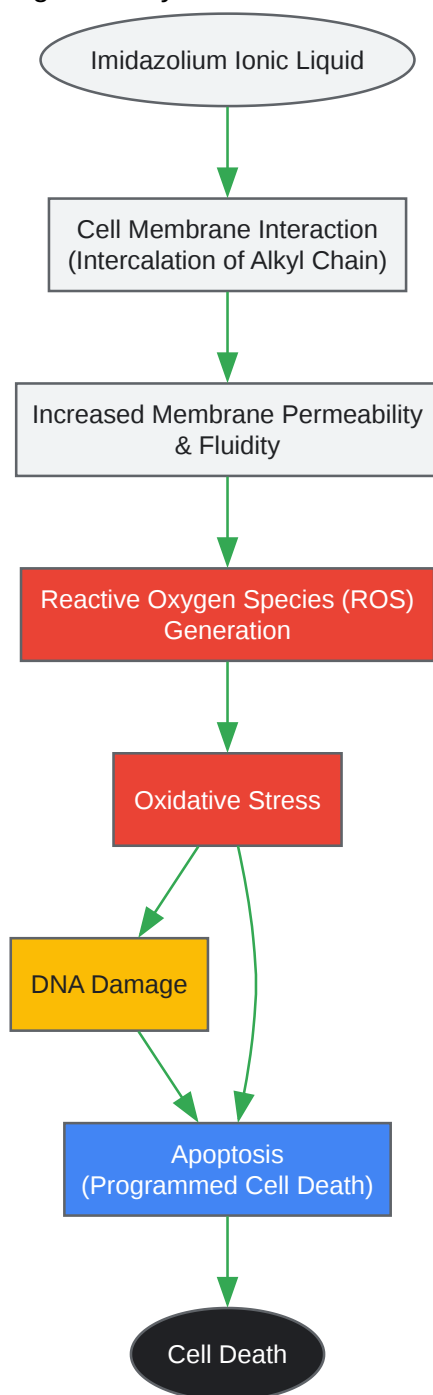 Imidazolium Ionic Liquid
Cell Membrane Interaction
(Intercalation of Alkyl Chain)
Increased Membrane Permeability
& Fluidity
Reactive Oxygen Species (ROS)
Generation
Oxidative Stress
DNA Damage
Apoptosis
(Programmed Cell Death)
Cell Death